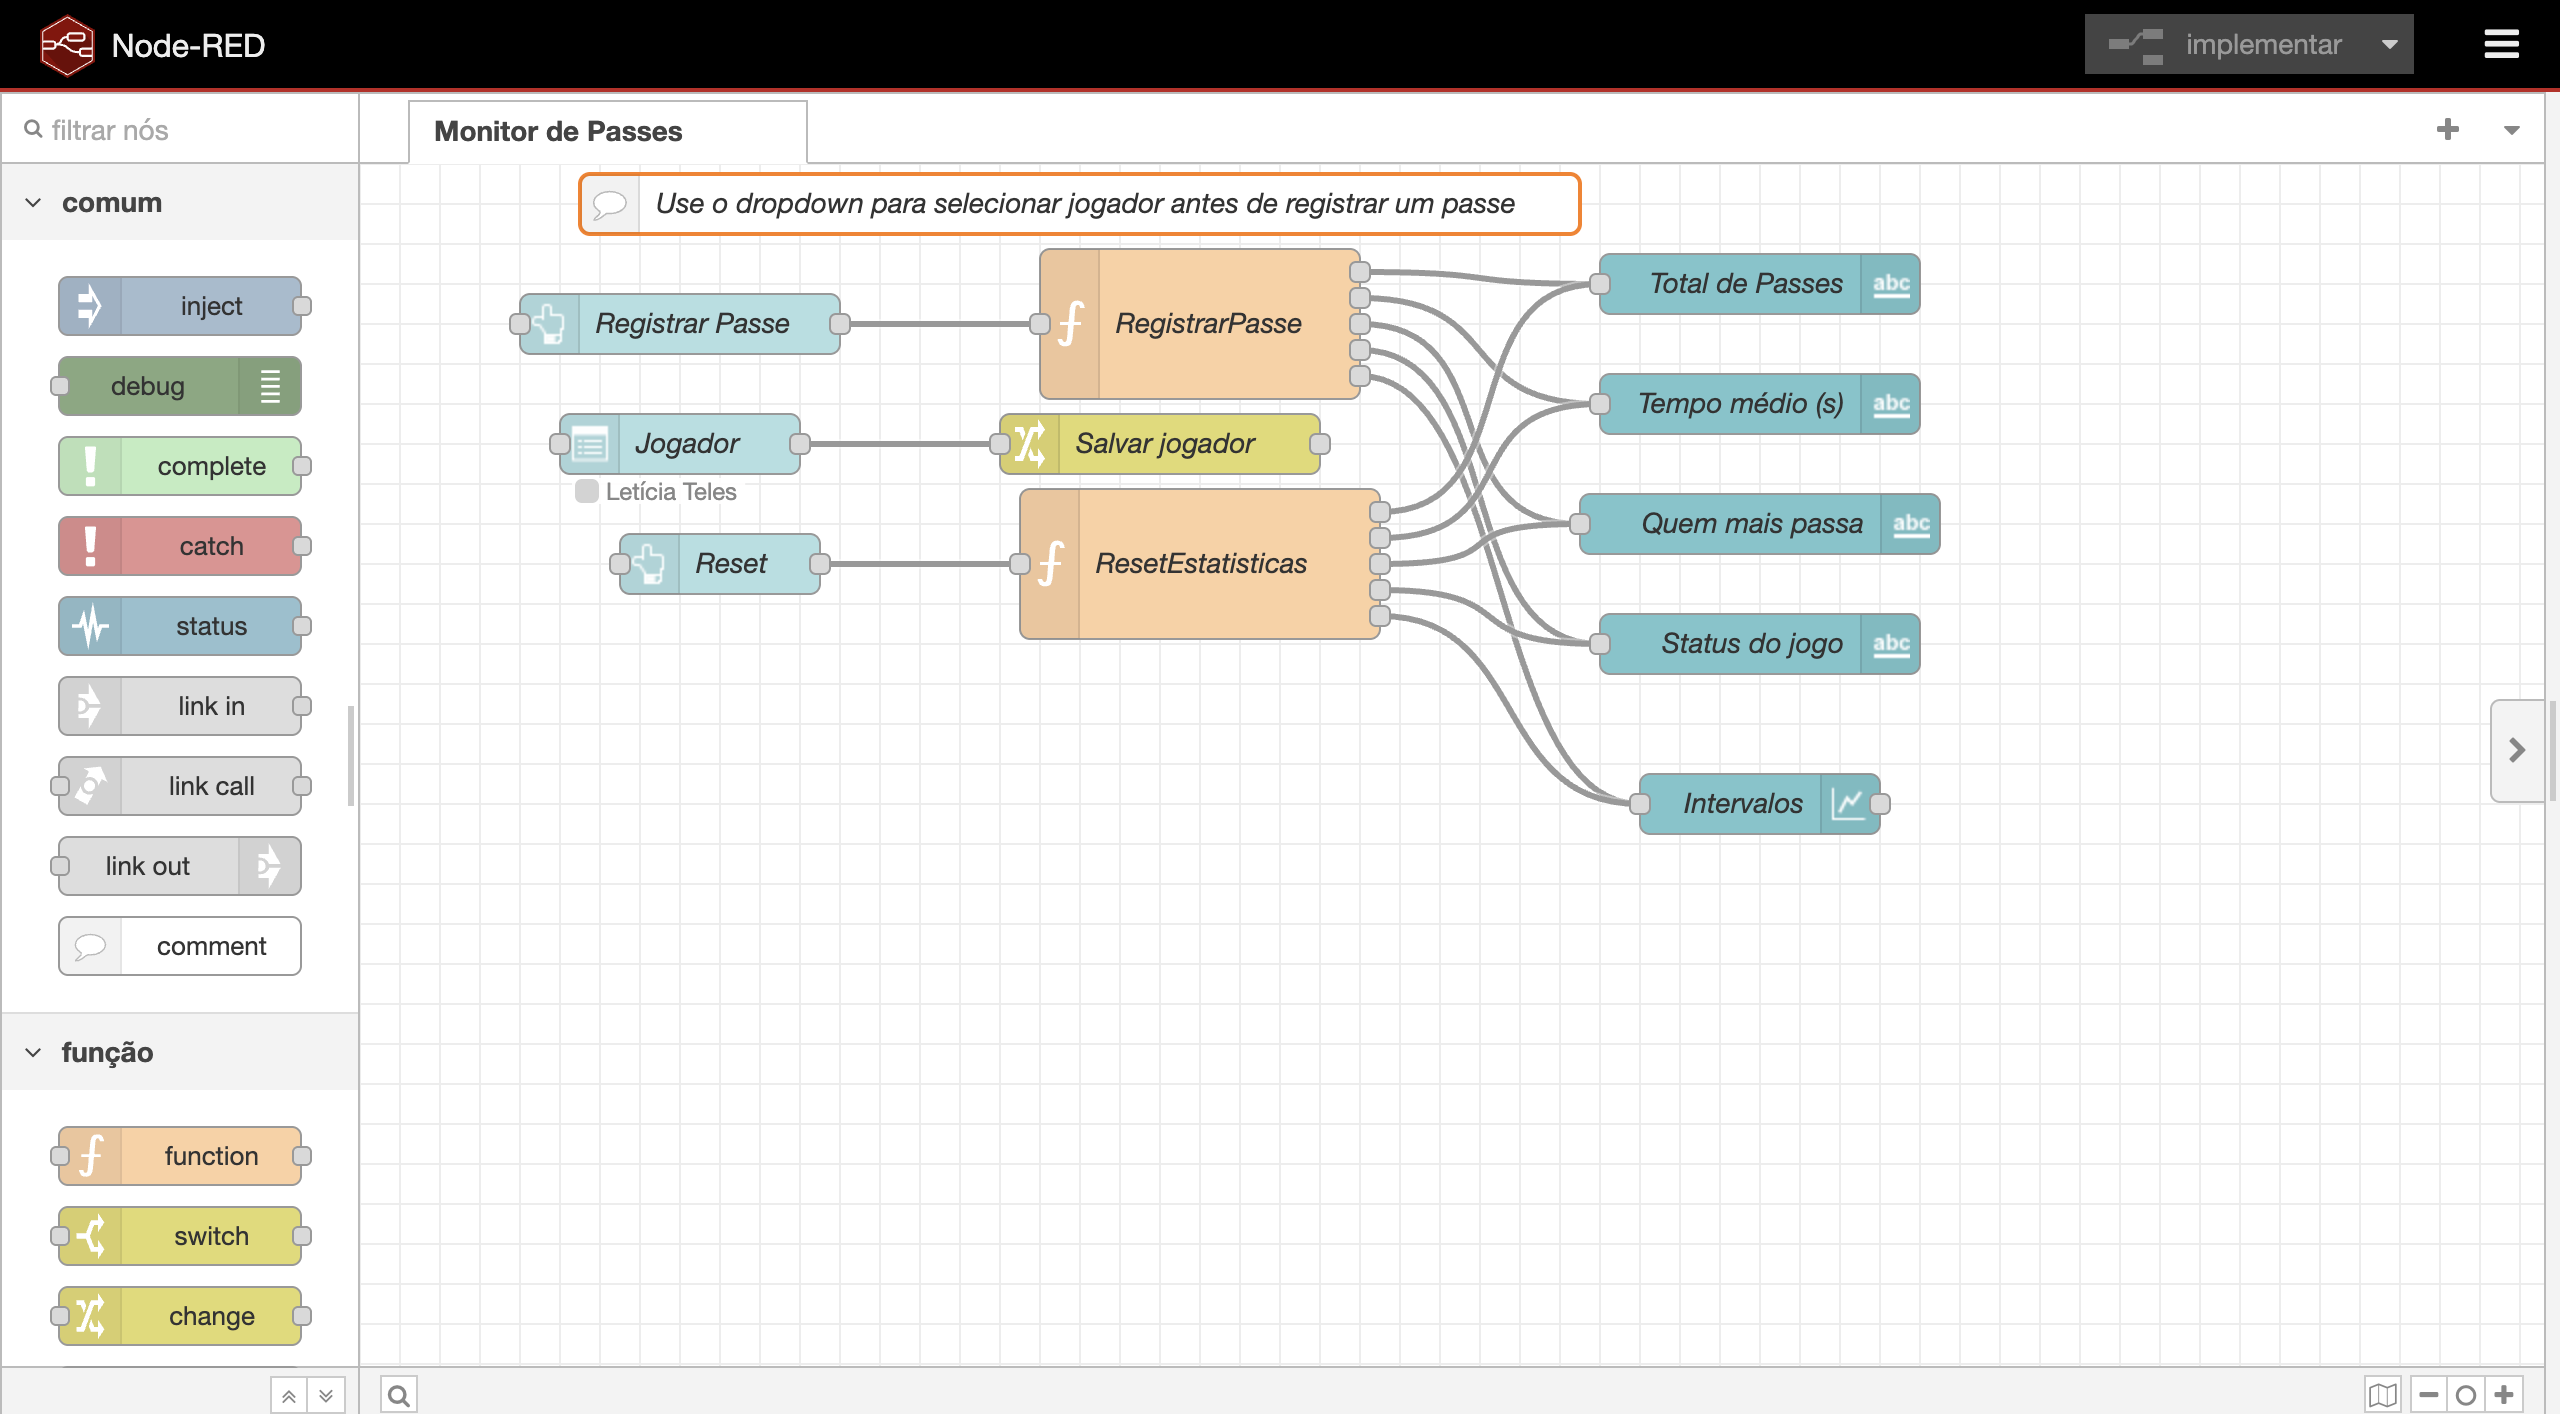 Node-RED
implementar
filtrar nós
Monitor de Passes
comum
inject
debug
complete
catch
status
link in
link call
link out
comment
função
function
switch
change
Use o dropdown para selecionar jogador antes de registrar um passe
Registrar Passe
RegistrarPasse
Jogador
Letícia Teles
Salvar jogador
Reset
ResetEstatisticas
Total de Passes
abc
Tempo médio (s)
abc
Quem mais passa
abc
Status do jogo
abc
Intervalos